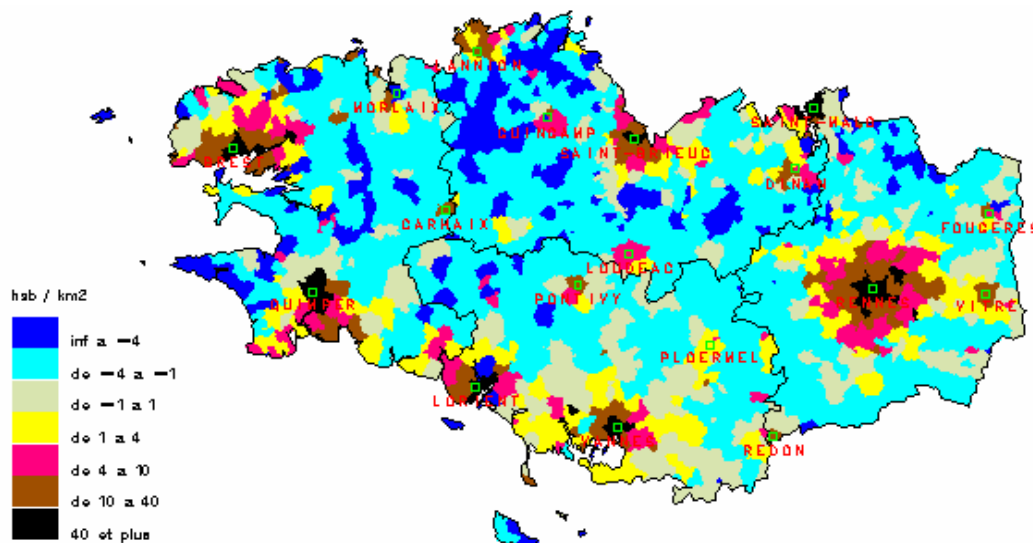 LANNION
MORLAIX
GUINGAMP
SAINT-MALO
BREST
SAINT-BRIEUC
DINAN
CARHAIX
FOUGERES
LOUDEAC
hsb / km2
QUIMPER
PONTIVY
RENNES
VITRE
inf a -4
PLOERMEL
de -4 a -1
LORIENT
de -1 a 1
VANNES
REDON
de 1 a 4
de 4 a 10
de 10 a 40
40 et plus